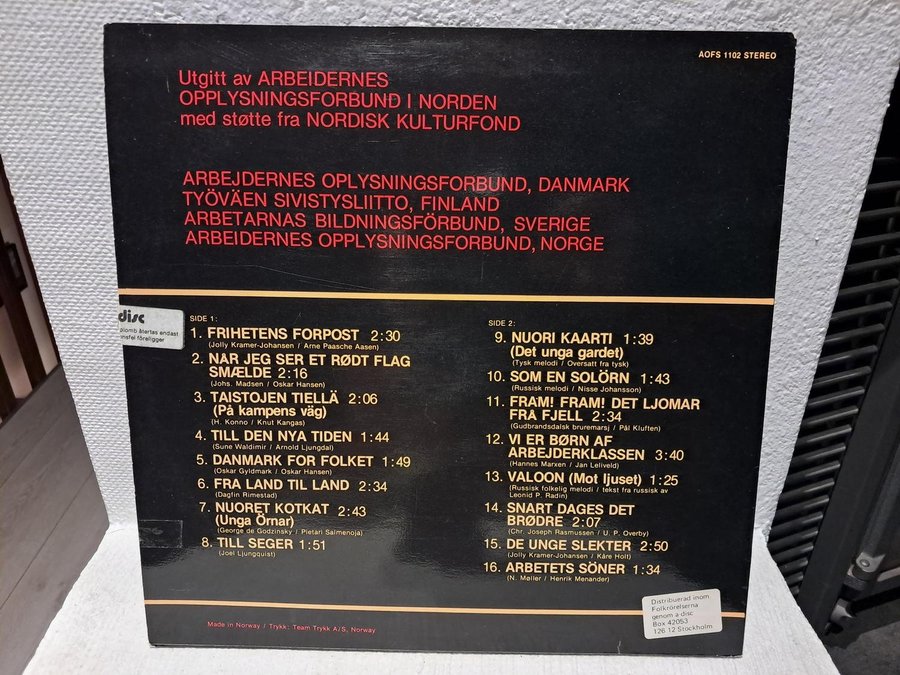 AOFS 1102 STEREO
Utgitt av ARBEIDERNES
OPPLYSNINGSFORBUND I NORDEN
med støtte fra NORDISK KULTURFOND
ARBEJDERNES OPLYSNINGSFORBUND, DANMARK
TYÖVÄEN SIVISTYSLIITTO, FINLAND
ARBETARNAS BILDNINGSFÖRBUND, SVERIGE
ARBEIDERNES OPPLYSNINGSFORBUND, NORGE
disc
plomb återtas endast
föreligger
SIDE 1:
1. FRIHETENS FORPOST 2:30
(Jolly Kramer-Johansen / Arne Paasche Aasen)
2. NAR JEG SER ET RØDT FLAG
SMÆLDE 2:16
(Johs. Madsen / Oskar Hansen)
3. TAISTOJEN TIELLÄ 2:06
(På kampens väg)
(H. Konno / Knut Kangas)
4. TILL DEN NYA TIDEN 1:44
(Sune Waldimir / Arnold Ljungdal)
5. DANMARK FOR FOLKET 1:49
(Oskar Gyldmark / Oskar Hansen)
6. FRA LAND TIL LAND 2:34
(Dagfin Rimestad)
7. NUORET KOTKAT 2:43
(Unga Örnar)
(George de Godzinsky / Pietari Salmenoja)
8. TILL SEGER 1:51
(Joel Ljungquist)
SIDE 2:
9. NUORI KAARTI 1:39
(Det unga gardet)
(Tysk melodi / Oversatt fra tysk)
10. SOM EN SOLÖRN 1:43
(Russisk melodi / Nisse Johansson)
11. FRAM! FRAM! DET LJOMAR
FRA FJELL 2:34
(Gudbrandsdalsk bruremarsj / Pål Kluften)
12. VI ER BØRN AF
ARBEJDERKLASSEN 3:40
(Hannes Marxen / Jan Leliveld)
13. VALOON (Mot ljuset) 1:25
(Russisk folkelig melodi / tekst fra russisk av
Leonid P. Radin)
14. SNART DAGES DET
BRØDRE 2:07
(Chr. Joseph Rasmussen / U. P. Overby)
15. DE UNGE SLEKTER 2:50
(Jolly Kramer-Johansen / Kåre Holt)
16. ARBETETS SÖNER 1:34
(N. Møller / Henrik Menander)
Made in Norway / Trykk: Team Trykk A/S, Norway
Distribuerad inom
Folkrörelserna
genom a-disc
Box 42053
126 12 Stockholm